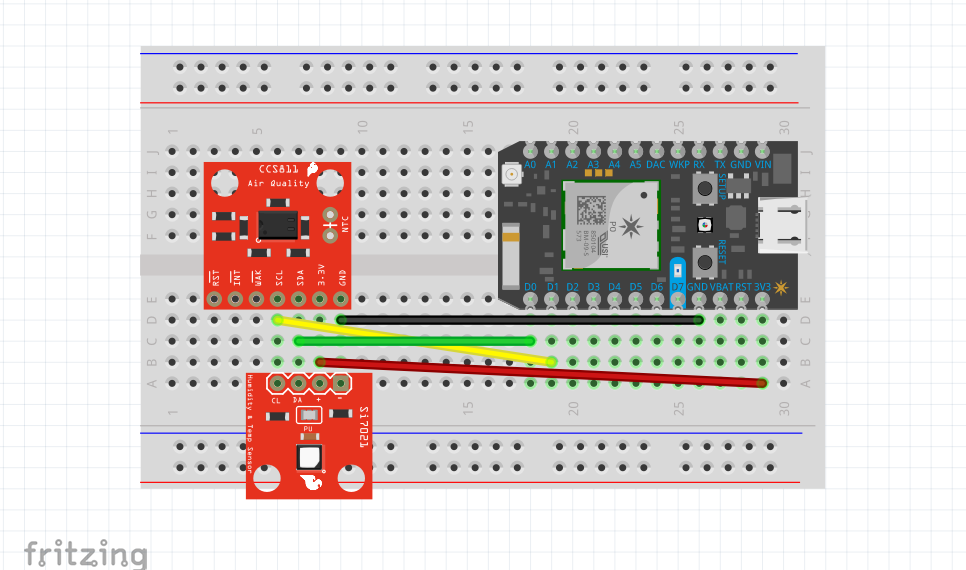 1 5 10 15 20 25 30
J J
I I
H H
G G
F F
CCS811
Air Quality
NTC
RST INT WAK SCL SDA 3.3V GND
A0 A1 A2 A3 A4 A5 DAC WKP RX TX GND VIN
SETUP
RESET
PO
D0 D1 D2 D3 D4 D5 D6 D7 GND VBAT RST 3V3
E E
D D
C C
B B
A A
1 15 20 25 30
CL DA + -
PU
Si7021
Humidity & Temp Sensor
fritzing